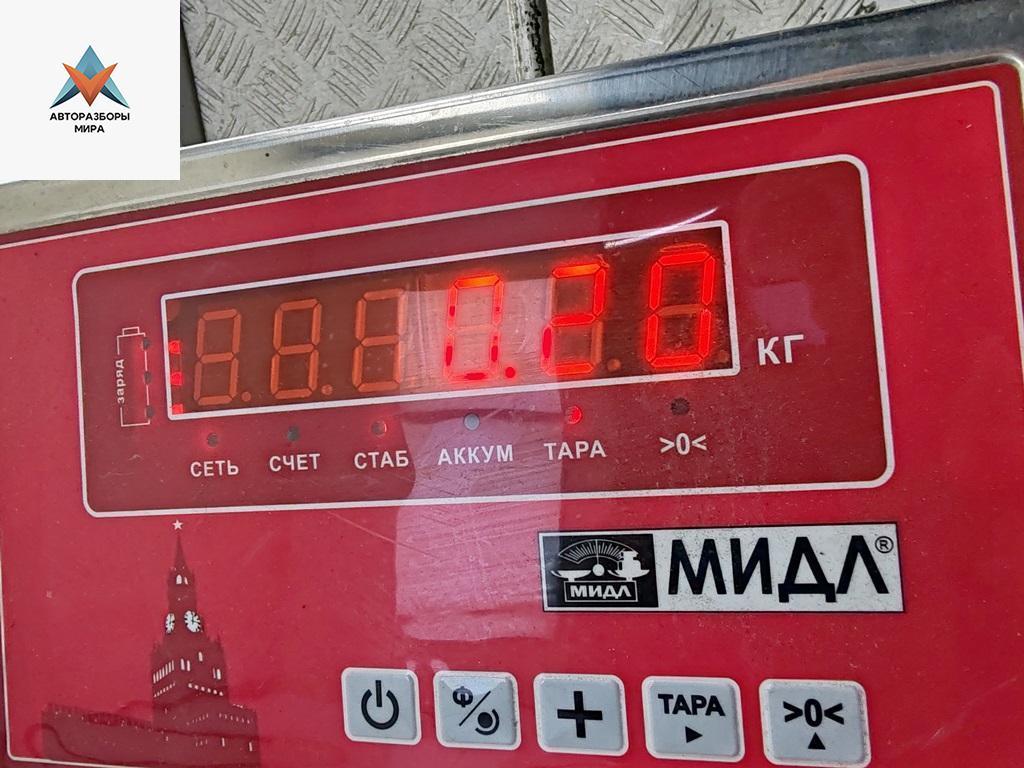 АВТОРАЗБОРЫ
МИРА
0.20
КГ
заряд
СЕТЬ СЧЕТ СТАБ АККУМ ТАРА >0<
МИДЛ МИДЛ®
Ф
+ ТАРА >0<